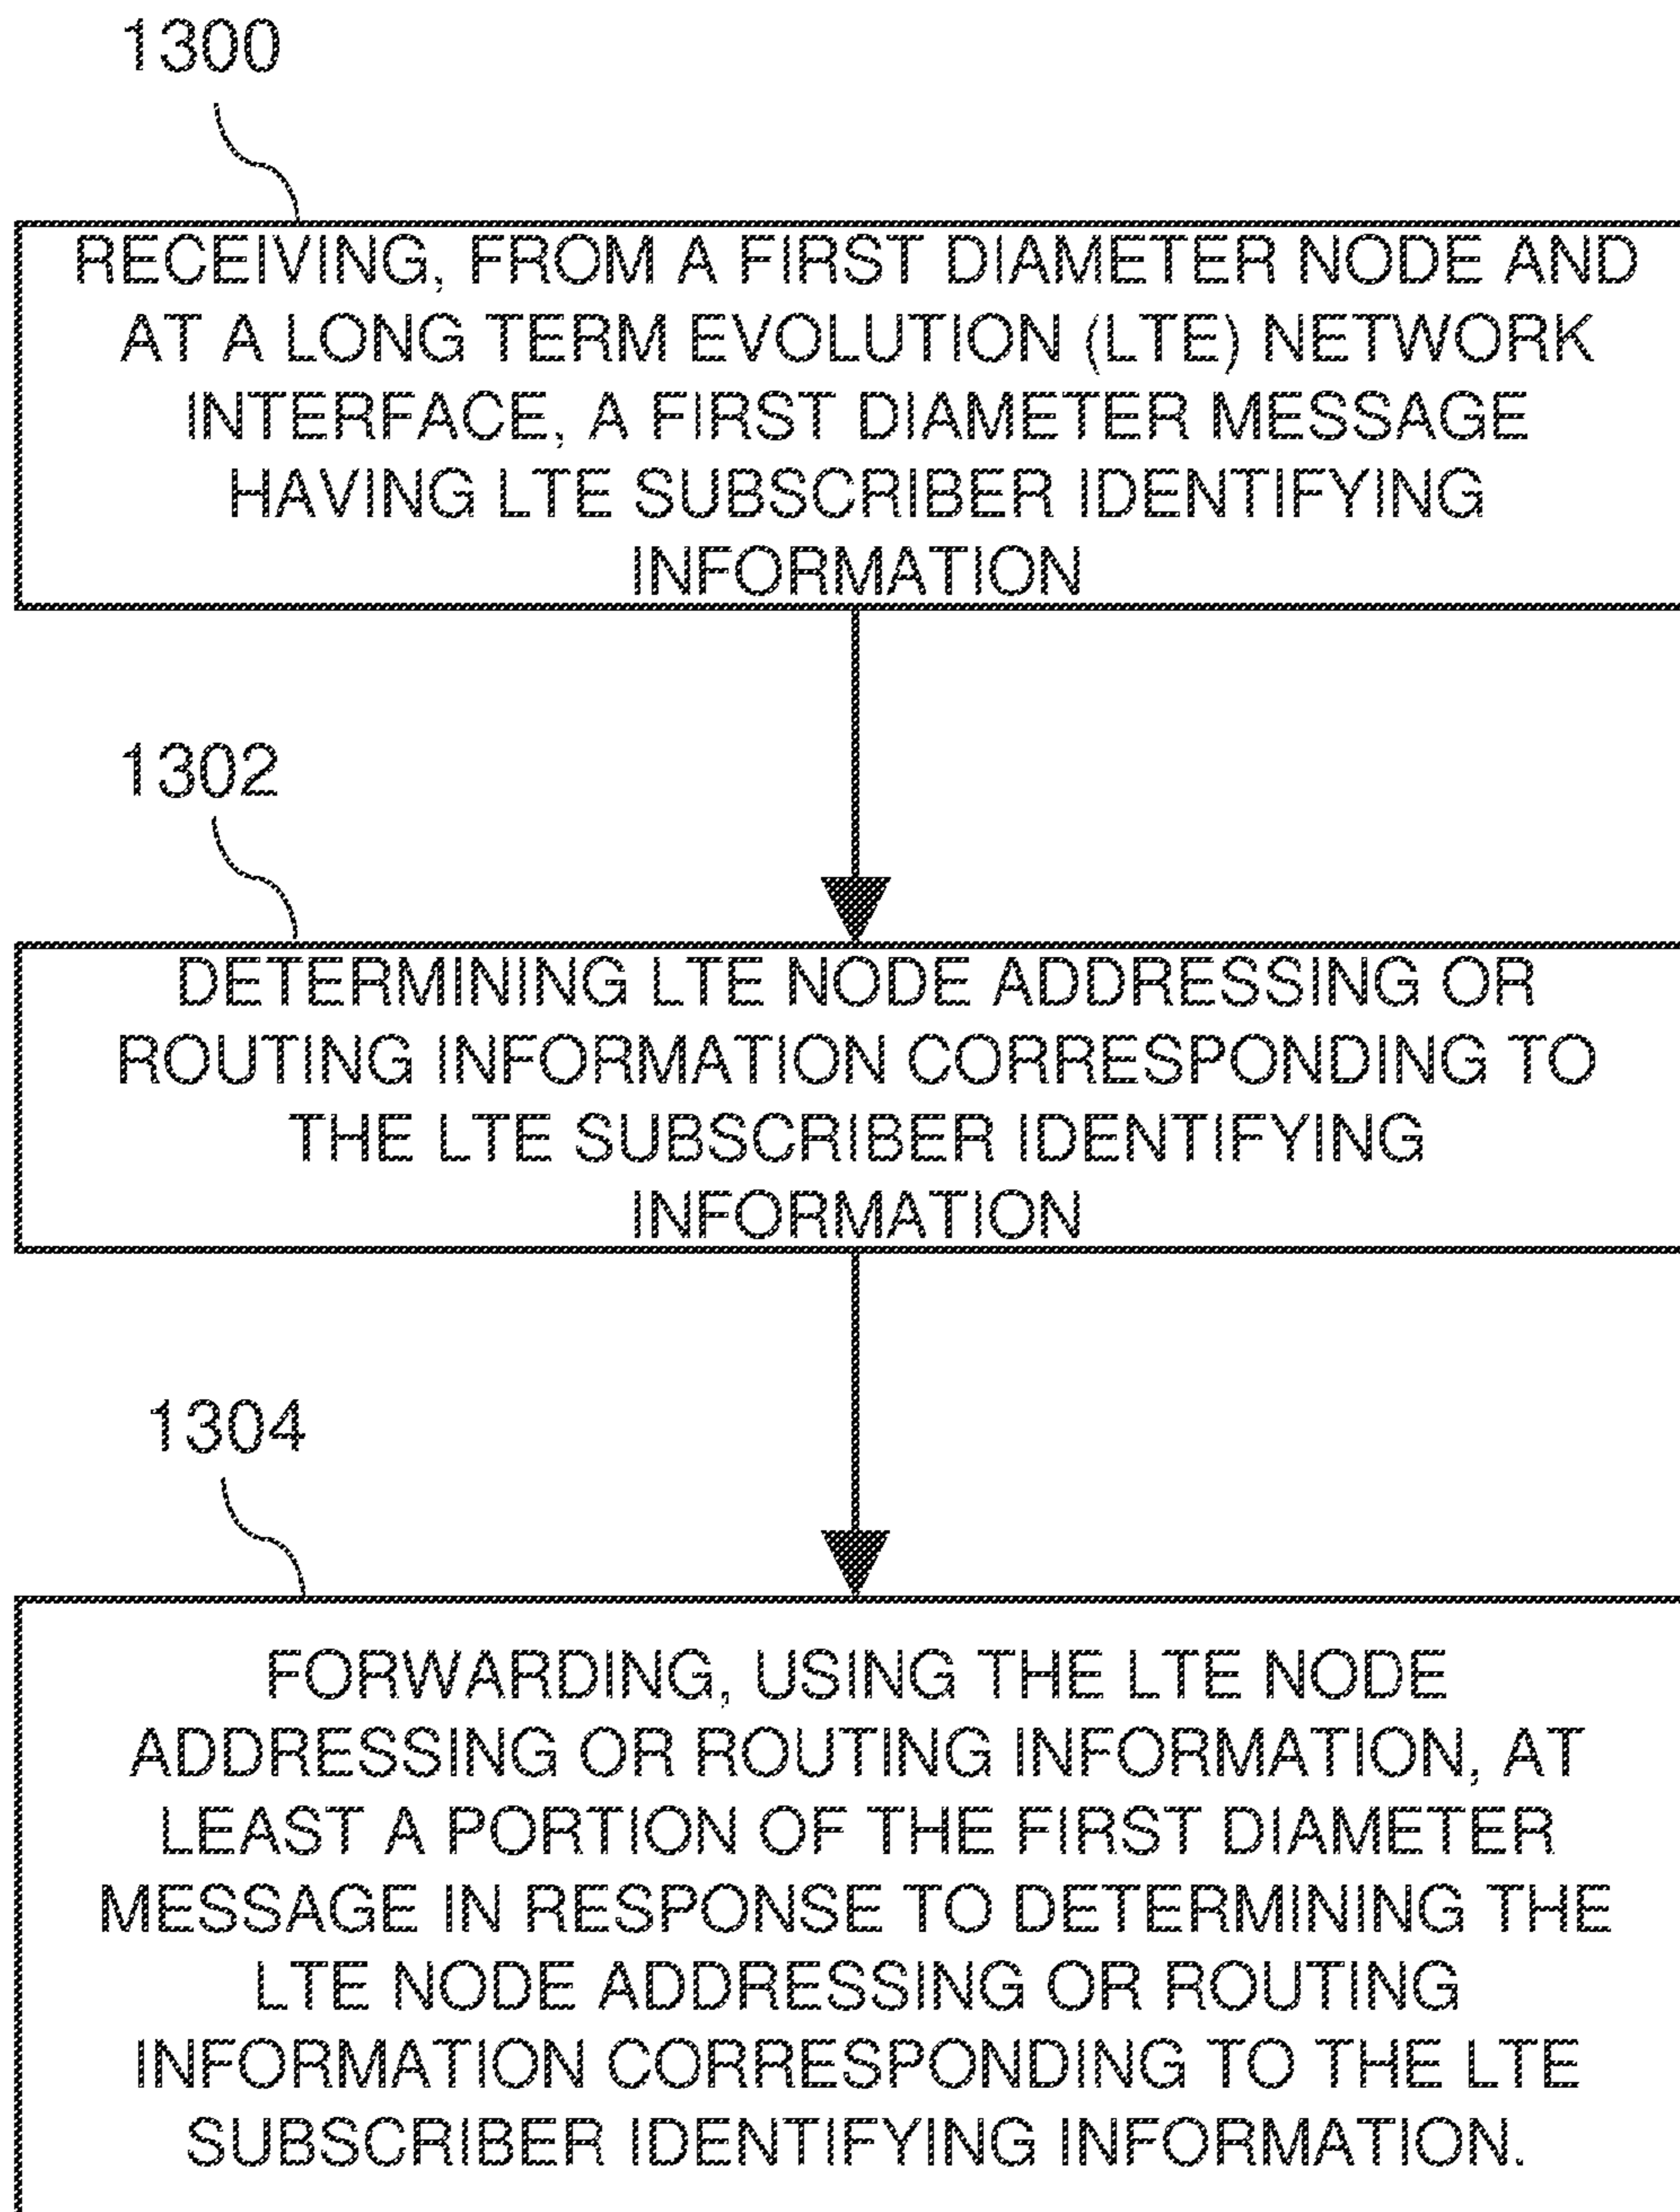 1300
RECEIVING, FROM A FIRST DIAMETER NODE AND
AT A LONG TERM EVOLUTION (LTE) NETWORK
INTERFACE, A FIRST DIAMETER MESSAGE
HAVING LTE SUBSCRIBER IDENTIFYING
INFORMATION
1302
DETERMINING LTE NODE ADDRESSING OR
ROUTING INFORMATION CORRESPONDING TO
THE LTE SUBSCRIBER IDENTIFYING
INFORMATION
1304
FORWARDING, USING THE LTE NODE
ADDRESSING OR ROUTING INFORMATION, AT
LEAST A PORTION OF THE FIRST DIAMETER
MESSAGE IN RESPONSE TO DETERMINING THE
LTE NODE ADDRESSING OR ROUTING
INFORMATION CORRESPONDING TO THE LTE
SUBSCRIBER IDENTIFYING INFORMATION.